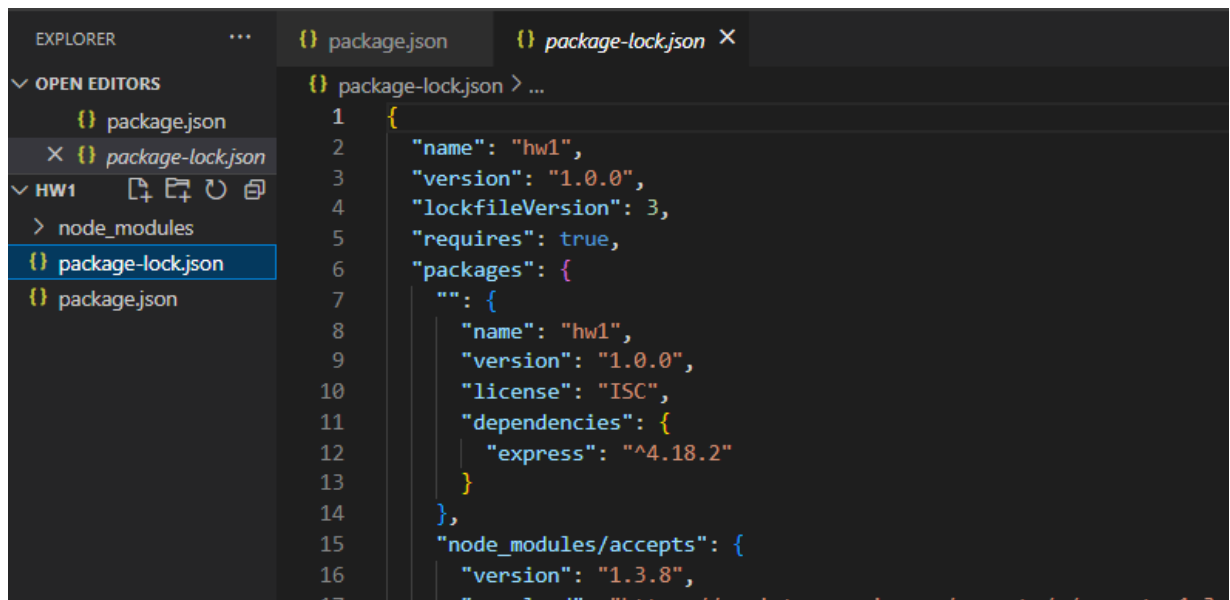 EXPLORER ...
OPEN EDITORS
{} package.json
{} package-lock.json
HW1
node_modules
{} package-lock.json
{} package.json
{} package.json
{} package-lock.json
{} package-lock.json > ...
1 {
2 "name": "hw1",
3 "version": "1.0.0",
4 "lockfileVersion": 3,
5 "requires": true,
6 "packages": {
7 "": {
8 "name": "hw1",
9 "version": "1.0.0",
10 "license": "ISC",
11 "dependencies": {
12 "express": "^4.18.2"
13 }
14 },
15 "node_modules/accepts": {
16 "version": "1.3.8",